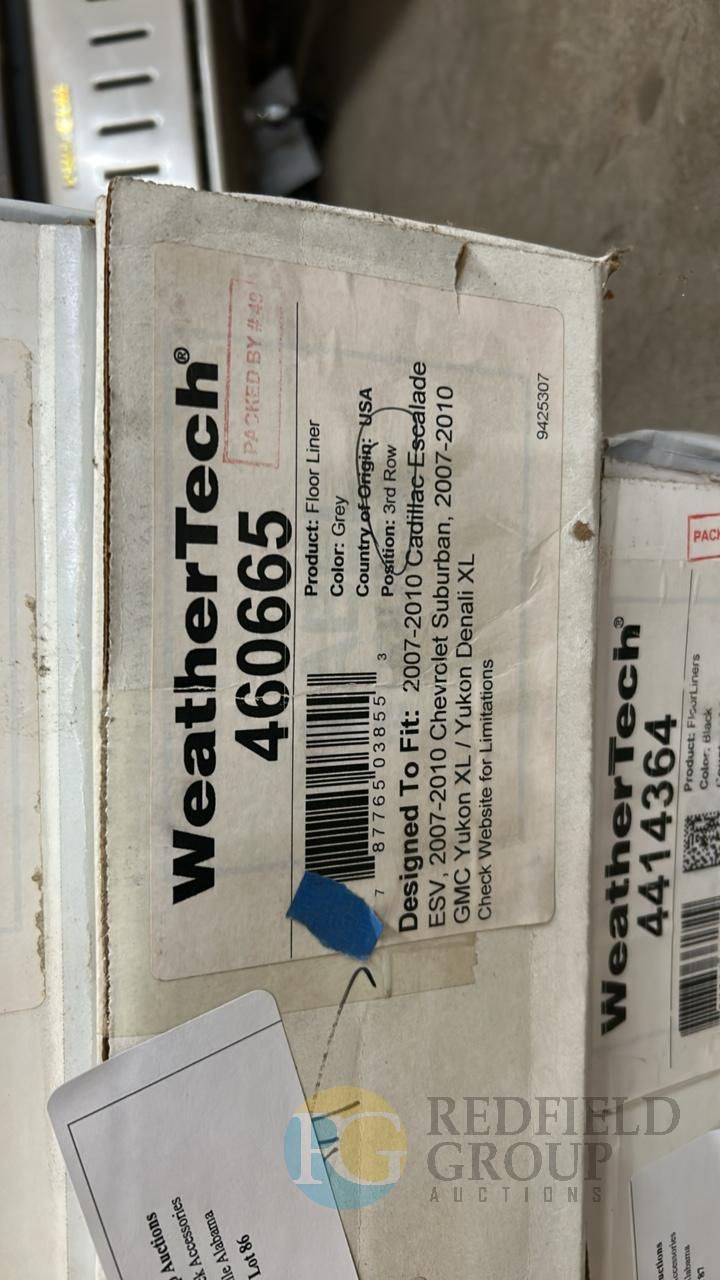 WeatherTech®
460665
PACKED BY #49
Product: Floor Liner
Color: Grey
Country of Origin: USA
Position: 3rd Row
7 87765 03855 3
Designed To Fit: 2007-2010 Cadillac Escalade
ESV, 2007-2010 Chevrolet Suburban, 2007-2010
GMC Yukon XL / Yukon Denali XL
Check Website for Limitations
9425307
WeatherTech®
4414364
PACK
Product: FloorLiners
Color: Black
Auctions
Accessories
Alabama
Lot 86
REDFIELD
GROUP
AUCTIONS